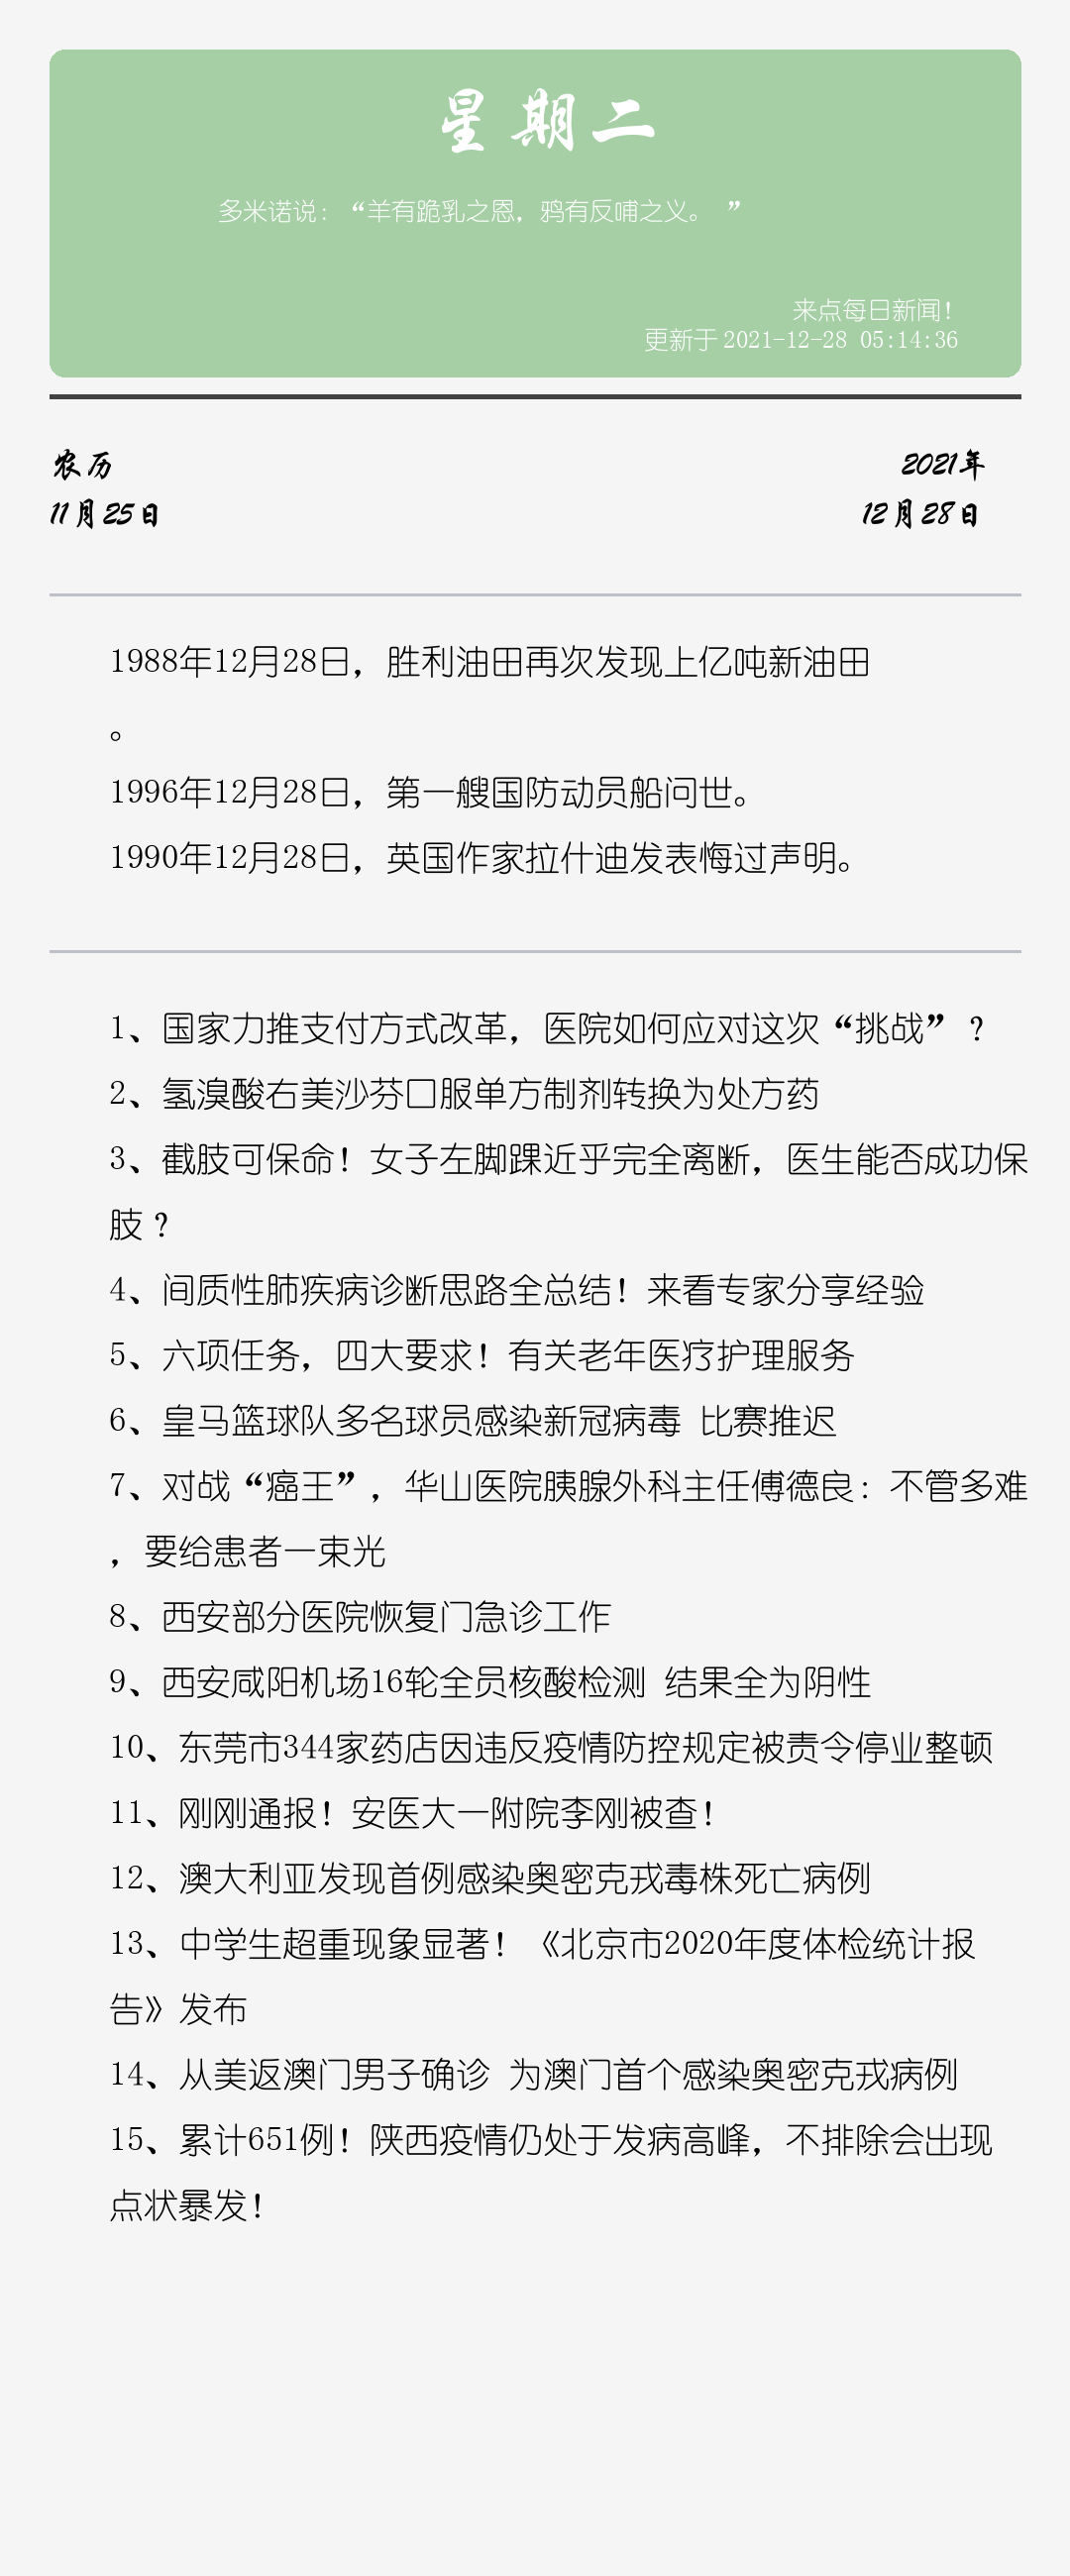 星期二
多米诺说：“羊有跪乳之恩，鸦有反哺之义。 ”
来点每日新闻！
更新于 2021-12-28 05:14:36
农历
2021年
11月25日
12月28日
1988年12月28日，胜利油田再次发现上亿吨新油田
。
1996年12月28日，第一艘国防动员船问世。
1990年12月28日，英国作家拉什迪发表悔过声明。
1、国家力推支付方式改革，医院如何应对这次“挑战”？
2、氢溴酸右美沙芬口服单方制剂转换为处方药
3、截肢可保命！女子左脚踝近乎完全离断，医生能否成功保
肢？
4、间质性肺疾病诊断思路全总结！来看专家分享经验
5、六项任务，四大要求！有关老年医疗护理服务
6、皇马篮球队多名球员感染新冠病毒 比赛推迟
7、对战“癌王”，华山医院胰腺外科主任傅德良：不管多难
，要给患者一束光
8、西安部分医院恢复门急诊工作
9、西安咸阳机场16轮全员核酸检测 结果全为阴性
10、东莞市344家药店因违反疫情防控规定被责令停业整顿
11、刚刚通报！安医大一附院李刚被查！
12、澳大利亚发现首例感染奥密克戎毒株死亡病例
13、中学生超重现象显著！《北京市2020年度体检统计报
告》发布
14、从美返澳门男子确诊 为澳门首个感染奥密克戎病例
15、累计651例！陕西疫情仍处于发病高峰，不排除会出现
点状暴发！